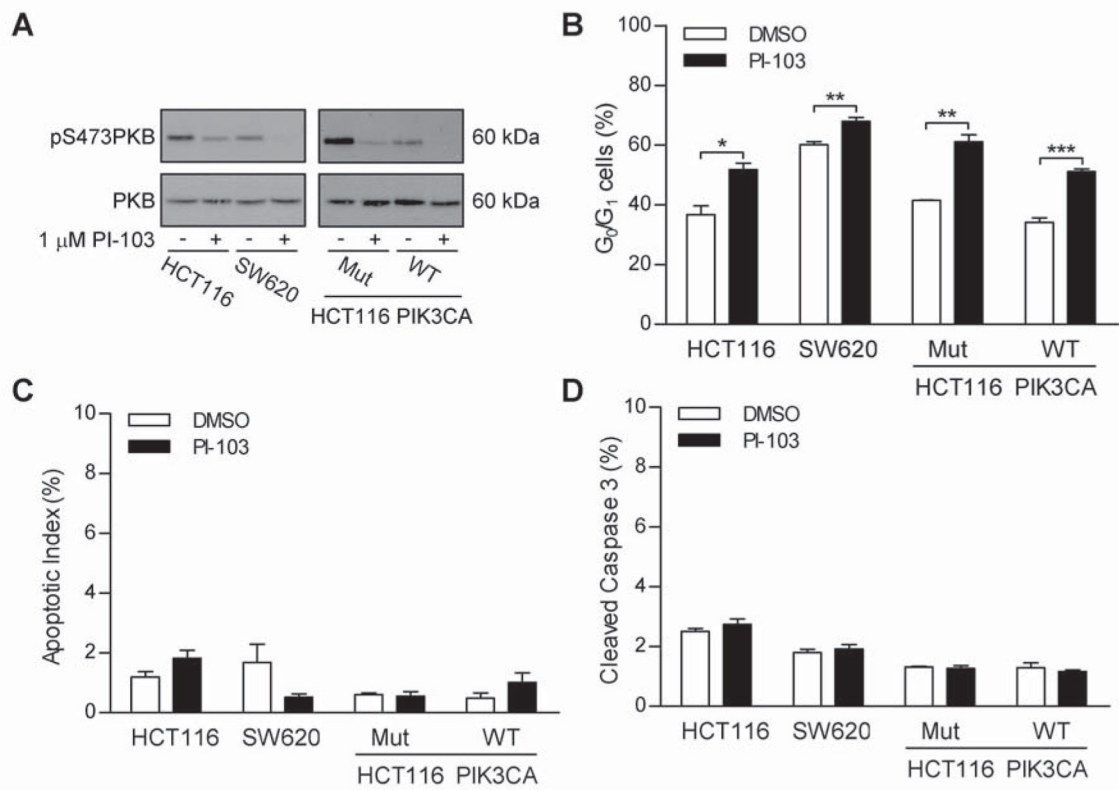 A
pS473PKB
60 kDa
PKB
60 kDa
1 µM PI-103 - + - + - + - +
HCT116 SW620 Mut WT
HCT116 PIK3CA
B
DMSO
PI-103
G0/G1 cells (%)
100
80
60
40
20
0
* ** ** ***
HCT116 SW620 Mut WT
HCT116 PIK3CA
C
DMSO
PI-103
Apoptotic Index (%)
10
8
6
4
2
0
HCT116 SW620 Mut WT
HCT116 PIK3CA
D
DMSO
PI-103
Cleaved Caspase 3 (%)
10
8
6
4
2
0
HCT116 SW620 Mut WT
HCT116 PIK3CA